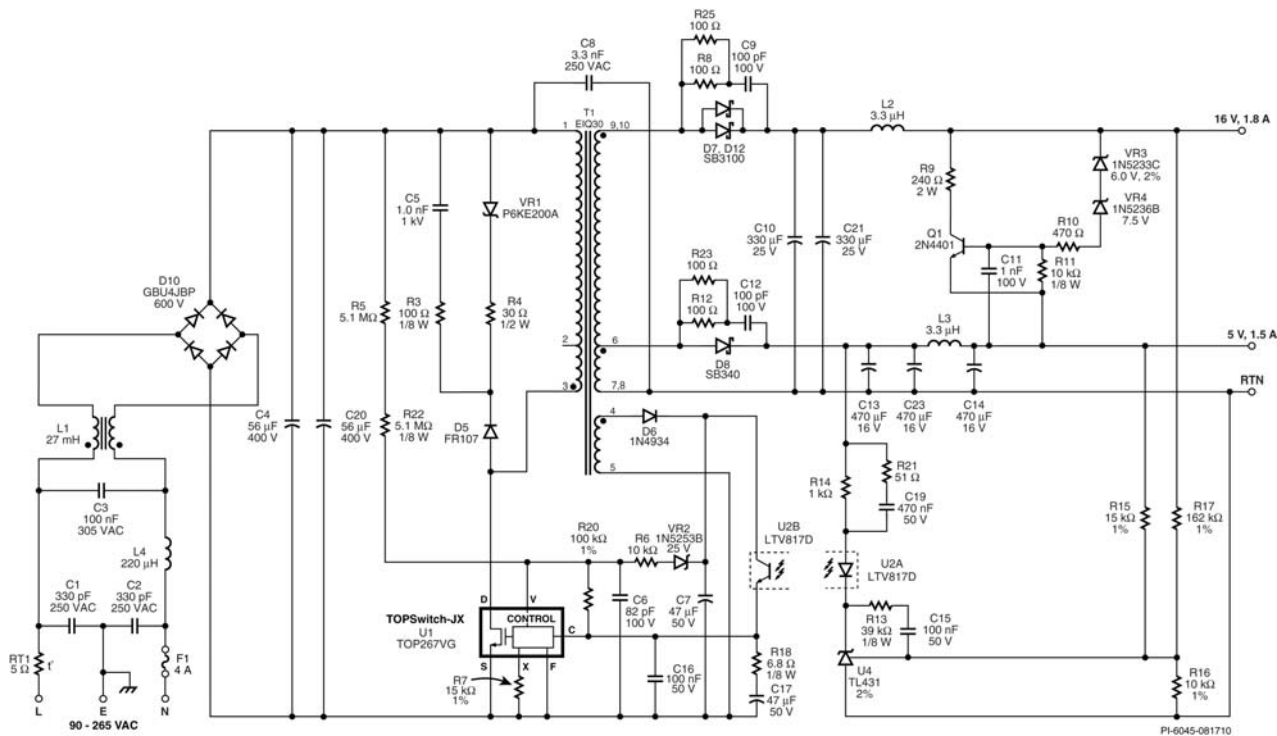 R25
100 Ω
C8
3.3 nF
250 VAC
R8
100 Ω
C9
100 pF
100 V
T1
EIQ30
1
9,10
D7, D12
SB3100
L2
3.3 µH
16 V, 1.8 A
C5
1.0 nF
1 kV
VR1
P6KE200A
R9
240 Ω
2 W
VR3
1N5233C
6.0 V, 2%
VR4
1N5236B
7.5 V
C10
330 µF
25 V
C21
330 µF
25 V
Q1
2N4401
R10
470 Ω
C11
1 nF
100 V
R11
10 kΩ
1/8 W
R23
100 Ω
R12
100 Ω
C12
100 pF
100 V
D10
GBU4JBP
600 V
R5
5.1 MΩ
R3
100 Ω
1/8 W
R4
30 Ω
1/2 W
2
6
D8
SB340
L3
3.3 µH
5 V, 1.5 A
3
7,8
RTN
C13
470 µF
16 V
C23
470 µF
16 V
C14
470 µF
16 V
L1
27 mH
C4
56 µF
400 V
C20
56 µF
400 V
R22
5.1 MΩ
1/8 W
D5
FR107
4
D6
1N4934
5
R14
1 kΩ
R21
51 Ω
C19
470 nF
50 V
R15
15 kΩ
1%
R17
162 kΩ
1%
C3
100 nF
305 VAC
L4
220 µH
R20
100 kΩ
1%
R6
10 kΩ
VR2
1N5253B
25 V
U2B
LTV817D
U2A
LTV817D
C1
330 pF
250 VAC
C2
330 pF
250 VAC
D
V
TOPSwitch-JX
U1
TOP267VG
CONTROL
C
S
X
F
C6
82 pF
100 V
C7
47 µF
50 V
R13
39 kΩ
1/8 W
C15
100 nF
50 V
RT1
5 Ω
t°
F1
4 A
R7
15 kΩ
1%
C16
100 nF
50 V
R18
6.8 Ω
1/8 W
C17
47 µF
50 V
U4
TL431
2%
R16
10 kΩ
1%
L
E
N
90 - 265 VAC
PI-6045-081710